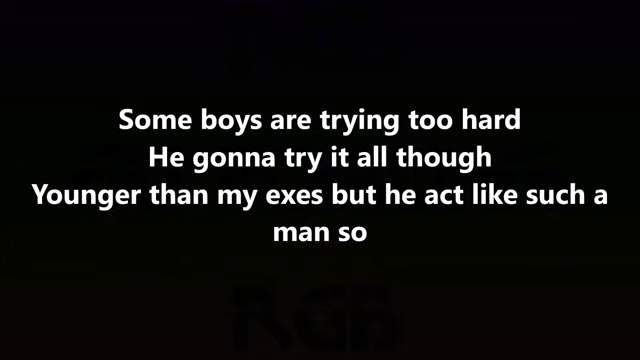 Some boys are trying too hard
He gonna try it all though
Younger than my exes but he act like such a
man so